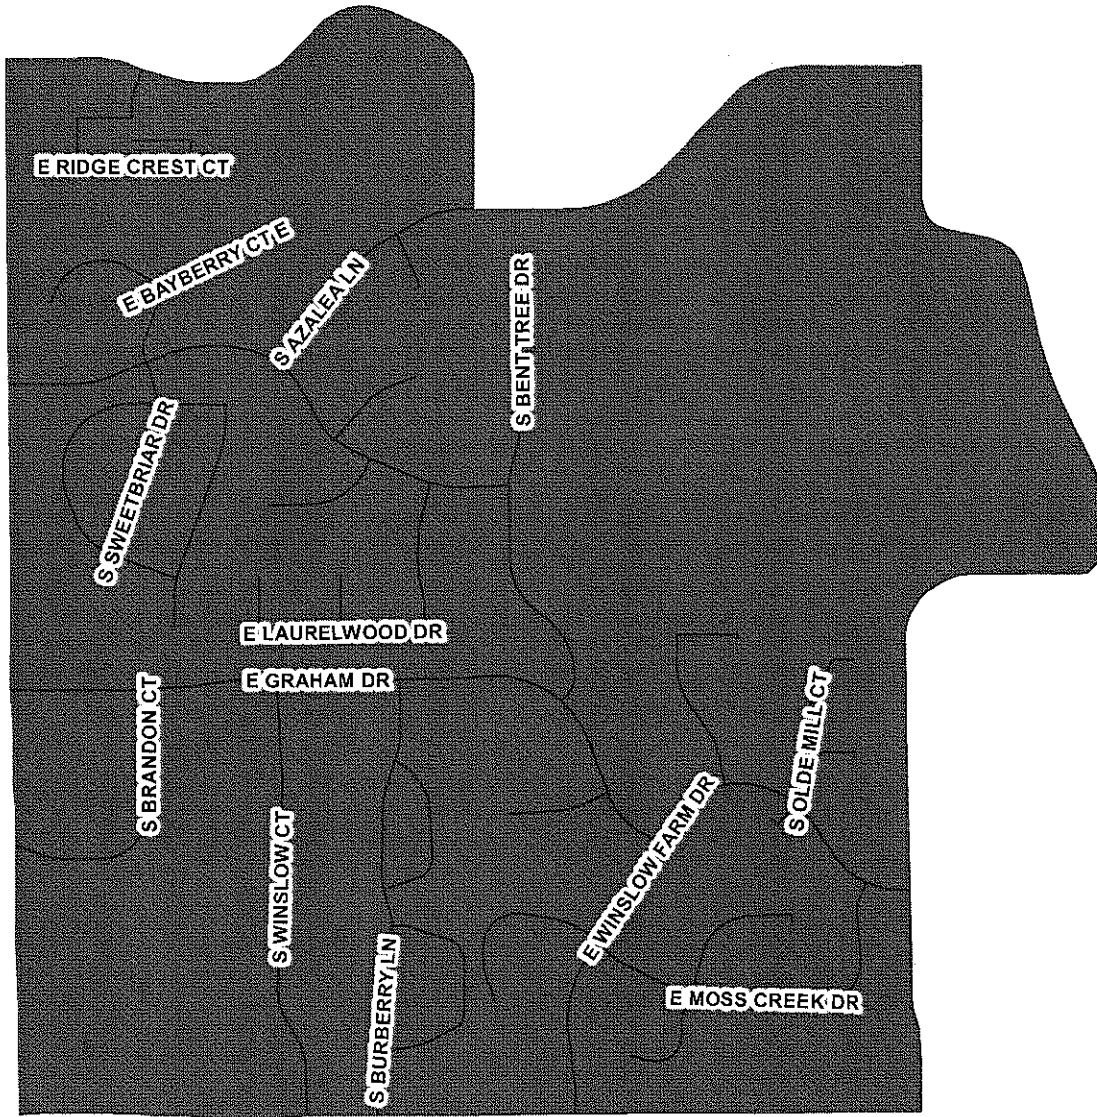 E RIDGE CREST CT
E BAYBERRY CT E
S AZALEA LN
S BENT TREE DR
S SWEETBRIAR DR
E LAURELWOOD DR
E GRAHAM DR
S BRANDON CT
S OLDE MILL CT
S WINSLOW CT
E WINSLOW FARM DR
S BURBERRY LN
E MOSS CREEK DR